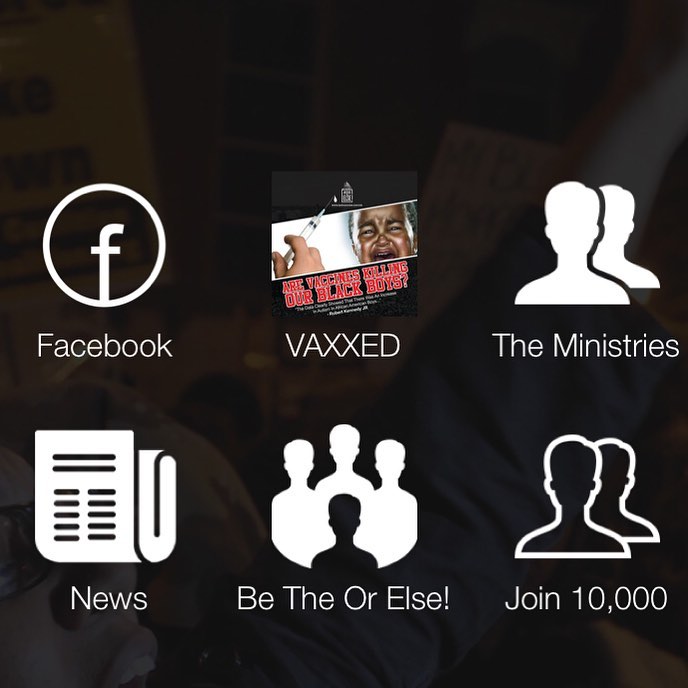 Facebook
ARE VACCINES KILLING
OUR BLACK BOYS?
"The Data Clearly Showed That There Was An Increase
In Autism In African American Boys..."
- Robert Kennedy JR
VAXXED
The Ministries
News
Be The Or Else!
Join 10,000